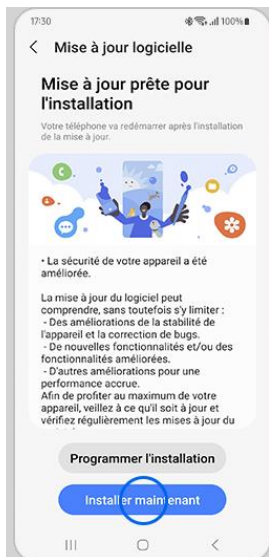 17:30 100%
Mise à jour logicielle
Mise à jour prête pour
l'installation
Votre téléphone va redémarrer après l'installation
de la mise à jour.
• La sécurité de votre appareil a été
améliorée.
La mise à jour du logiciel peut
comprendre, sans toutefois s'y limiter :
- Des améliorations de la stabilité de
l'appareil et la correction de bugs.
- De nouvelles fonctionnalités et/ou des
fonctionnalités améliorées.
- D'autres améliorations pour une
performance accrue.
Afin de profiter au maximum de votre
appareil, veillez à ce qu'il soit à jour et
vérifiez régulièrement les mises à jour du
Programmer l'installation
Installer maintenant